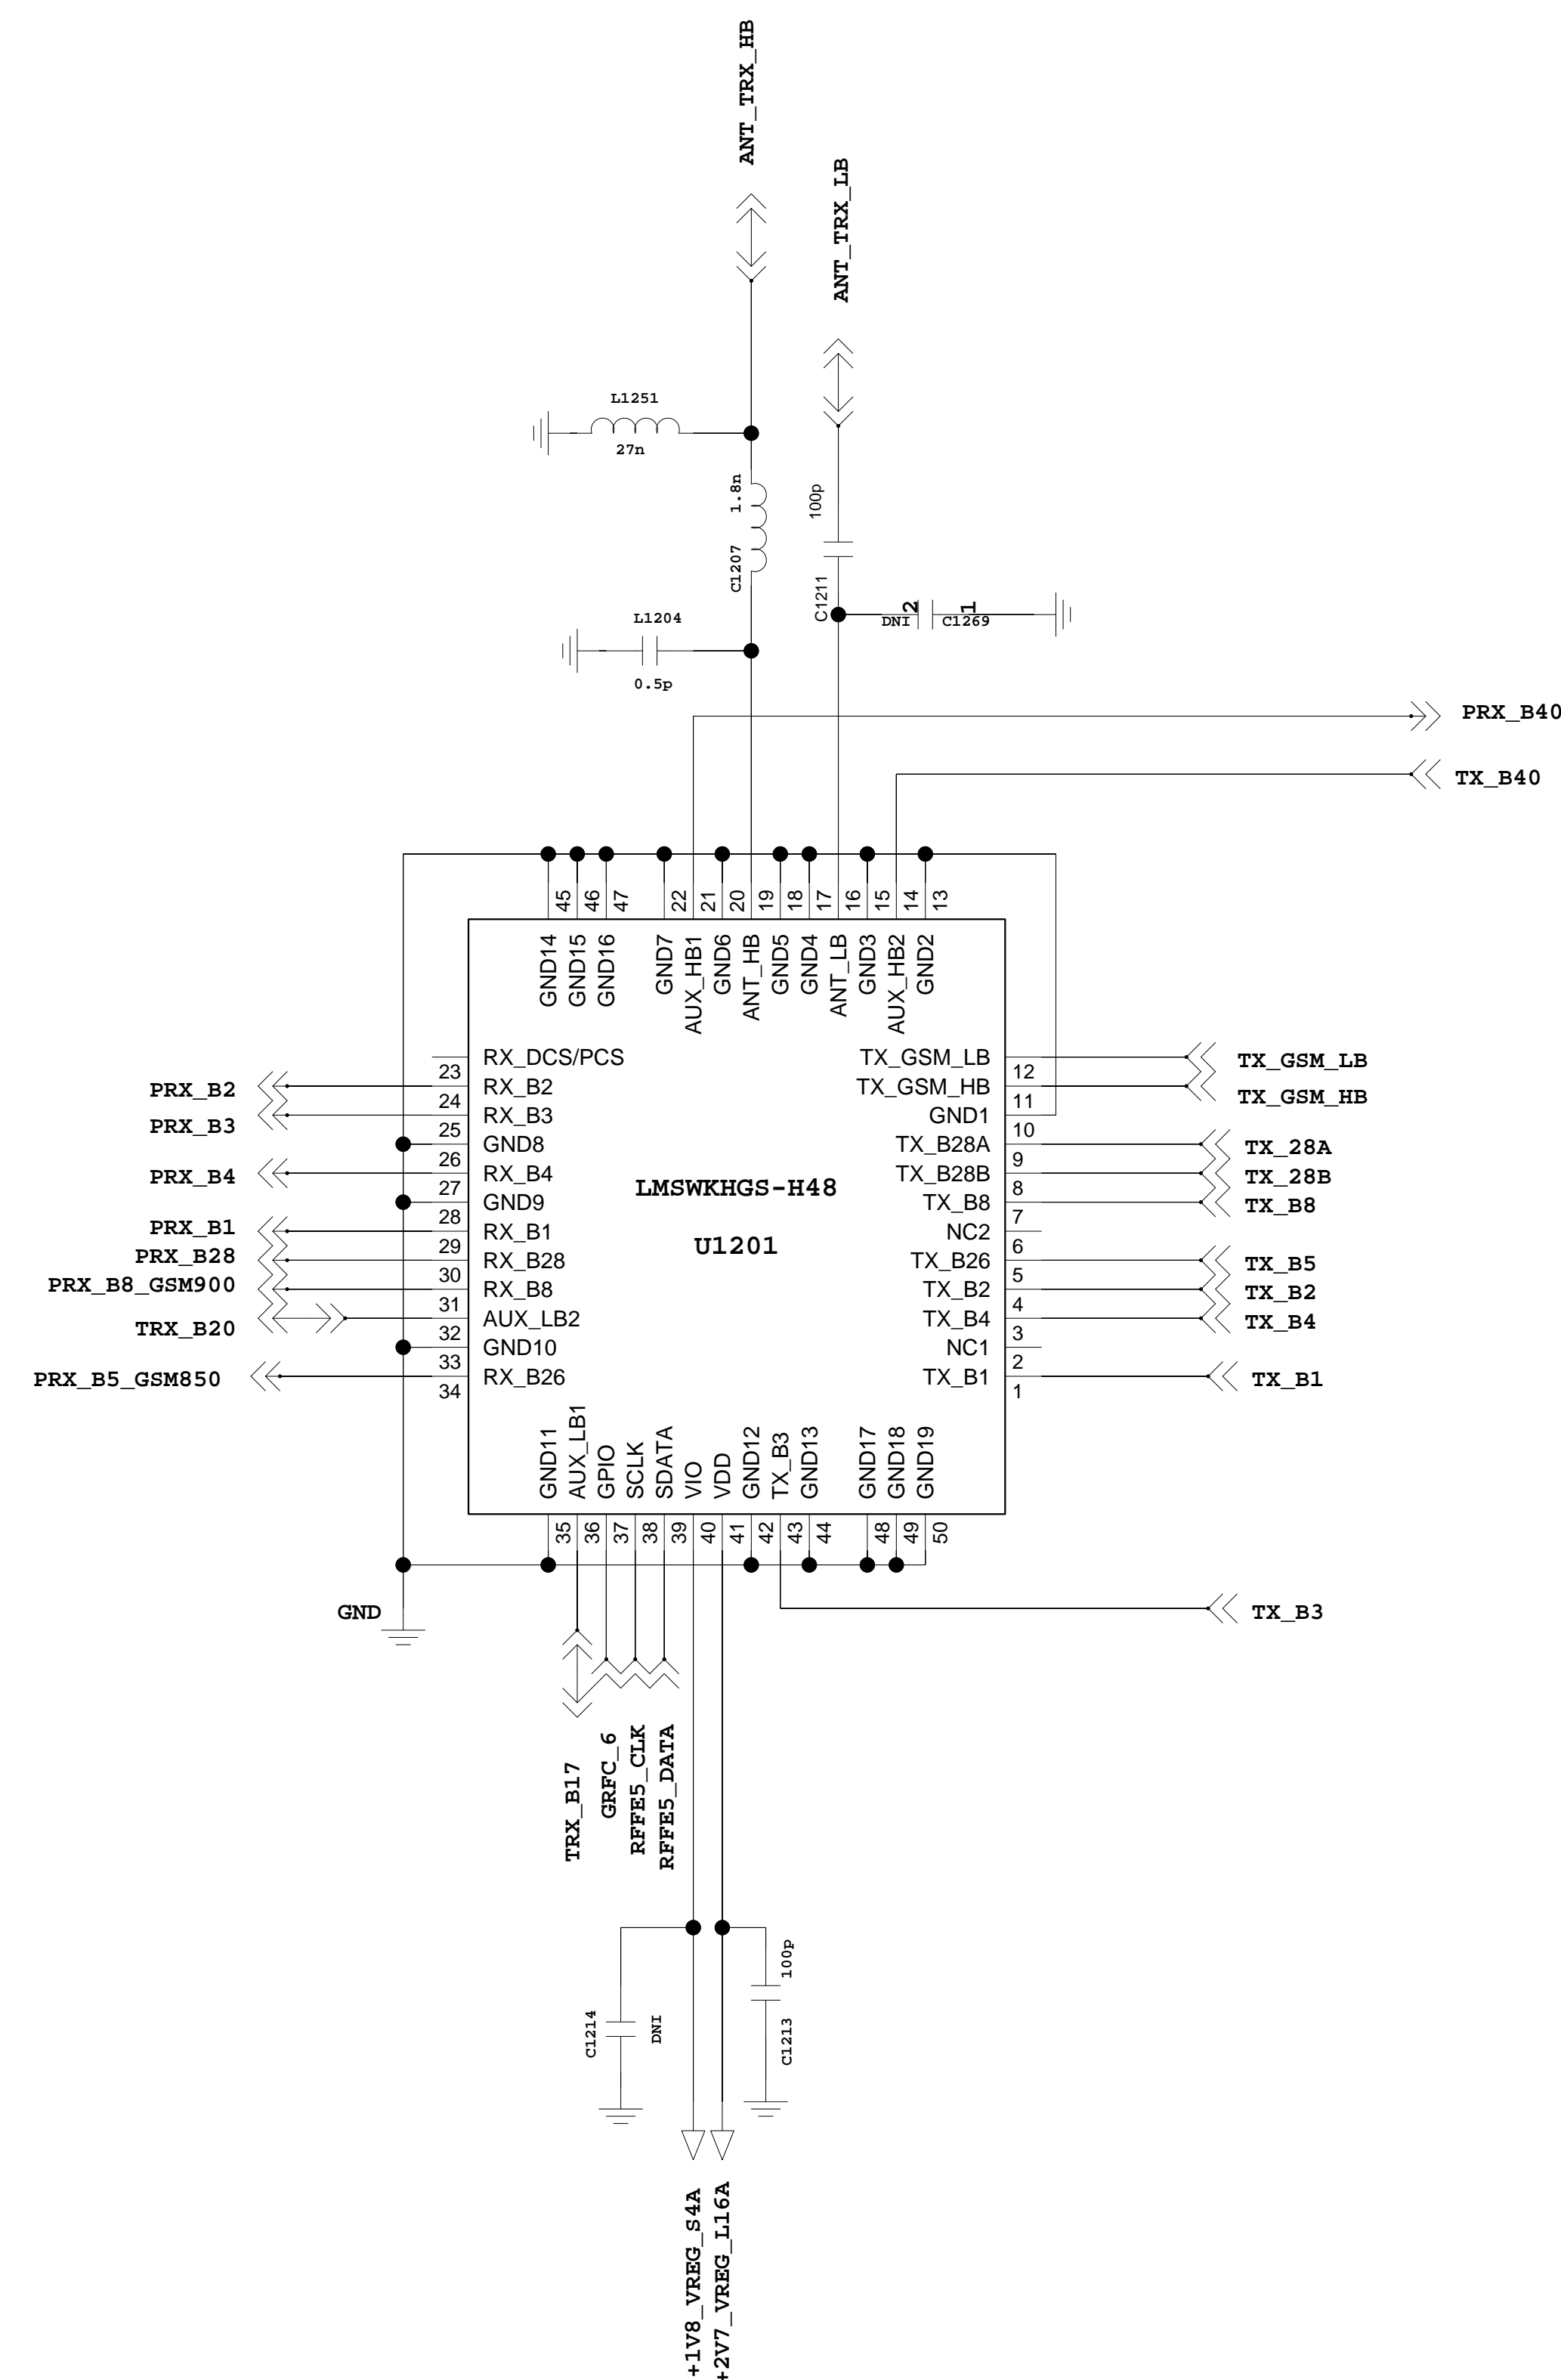 ANT_TRX_HB
ANT_TRX_LB
L1251
27n
1.8n
C1207
100p
C1211
L1204
0.5p
2
1
DNI
C1269
PRX_B40
TX_B40
45
46
47
22
21
20
19
18
17
16
15
14
13
GND14
GND15
GND16
GND7
AUX_HB1
GND6
ANT_HB
GND5
GND4
ANT_LB
GND3
AUX_HB2
GND2
RX_DCS/PCS
23
PRX_B2
RX_B2
24
PRX_B3
RX_B3
25
GND8
26
PRX_B4
RX_B4
27
GND9
28
PRX_B1
RX_B1
29
PRX_B28
RX_B28
30
PRX_B8_GSM900
RX_B8
31
TRX_B20
AUX_LB2
32
GND10
33
PRX_B5_GSM850
RX_B26
34
LMSWKHGS-H48
U1201
TX_GSM_LB
12
TX_GSM_LB
TX_GSM_HB
11
TX_GSM_HB
GND1
10
TX_B28A
9
TX_28A
TX_B28B
8
TX_28B
TX_B8
7
TX_B8
NC2
6
TX_B26
5
TX_B5
TX_B2
4
TX_B2
TX_B4
3
TX_B4
NC1
2
TX_B1
1
TX_B1
GND11
AUX_LB1
GPIO
SCLK
SDATA
VIO
VDD
GND12
TX_B3
GND13
GND17
GND18
GND19
35
36
37
38
39
40
41
42
43
44
48
49
50
GND
TX_B3
TRX_B17
GRFC_6
RFFE5_CLK
RFFE5_DATA
C1214
DNI
100p
C1213
+1V8_VREG_S4A
+2V7_VREG_L16A